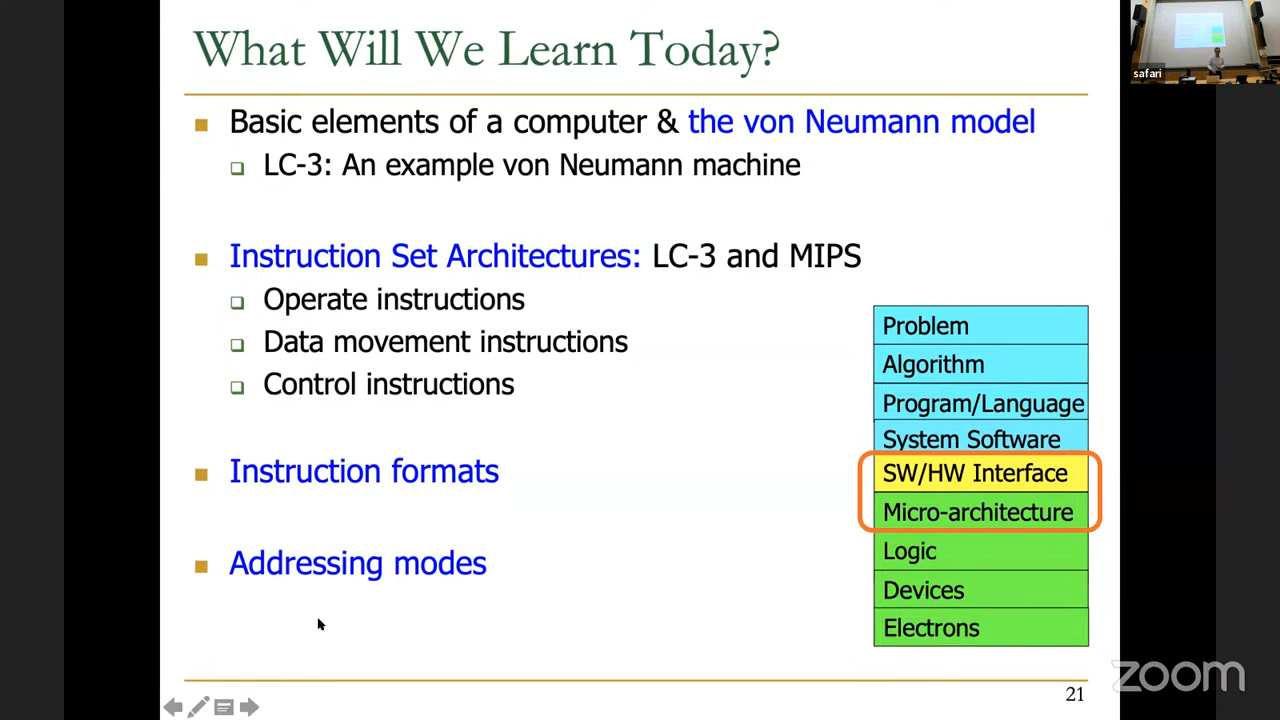 What Will We Learn Today?
Basic elements of a computer & the von Neumann model
LC-3: An example von Neumann machine
Instruction Set Architectures: LC-3 and MIPS
Operate instructions
Data movement instructions
Control instructions
Instruction formats
Addressing modes
Problem
Algorithm
Program/Language
System Software
SW/HW Interface
Micro-architecture
Logic
Devices
Electrons
21
safari
zoom